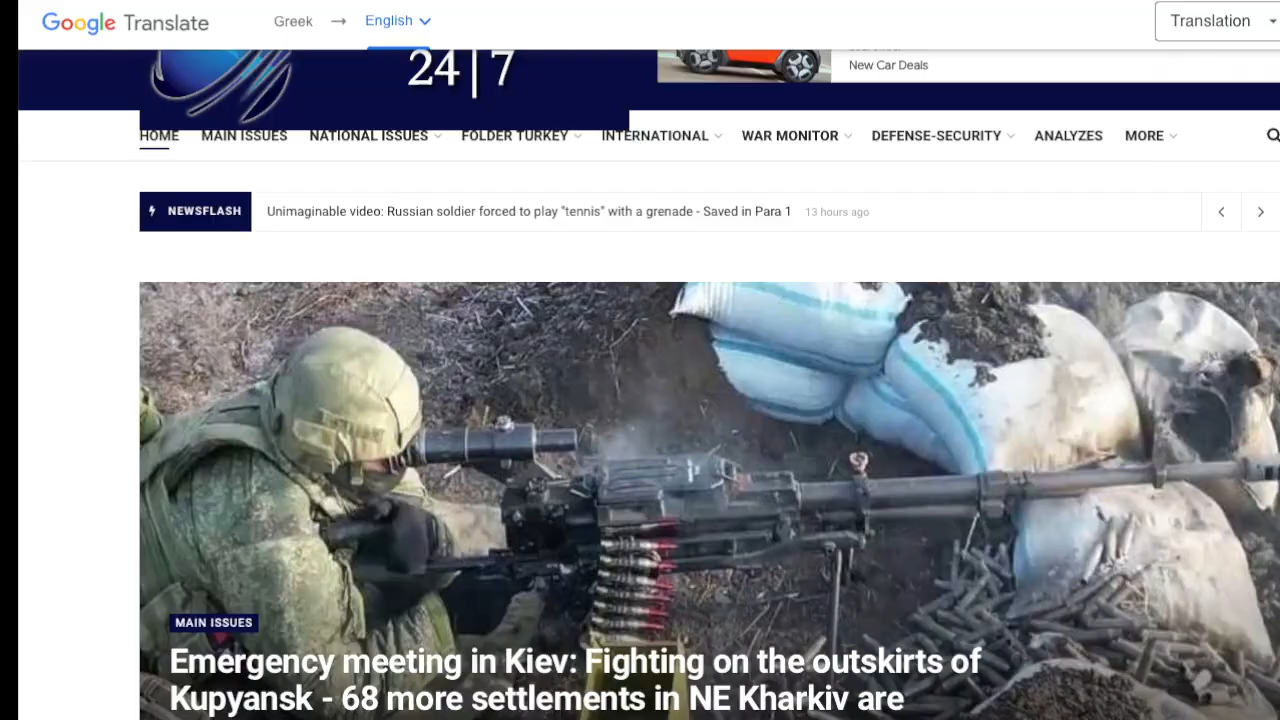 Google Translate
Greek → English
Translation
24|7
New Car Deals
HOME MAIN ISSUES NATIONAL ISSUES FOLDER TURKEY INTERNATIONAL WAR MONITOR DEFENSE-SECURITY ANALYZES MORE
NEWSFLASH Unimaginable video: Russian soldier forced to play "tennis" with a grenade - Saved in Para 1 13 hours ago
MAIN ISSUES
Emergency meeting in Kiev: Fighting on the outskirts of
Kupyansk - 68 more settlements in NE Kharkiv are